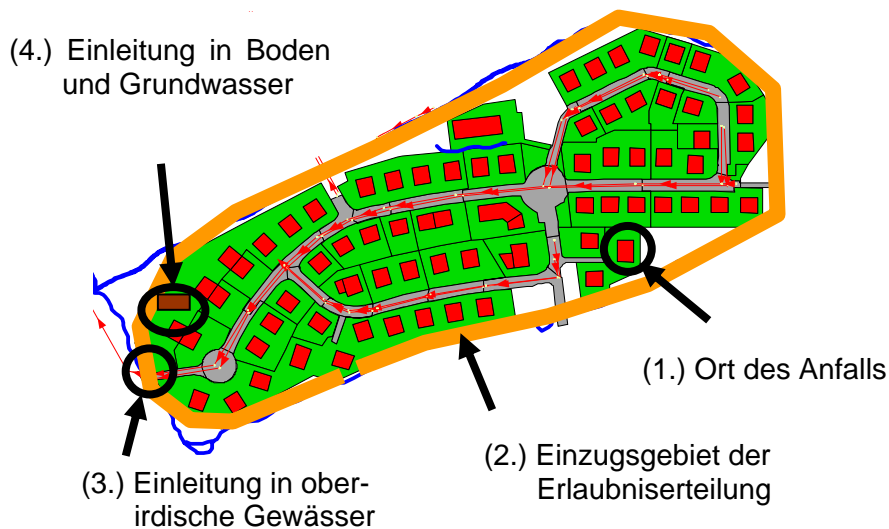 (4.) Einleitung in Boden
und Grundwasser
(1.) Ort des Anfalls
(2.) Einzugsgebiet der
Erlaubniserteilung
(3.) Einleitung in ober-
irdische Gewässer